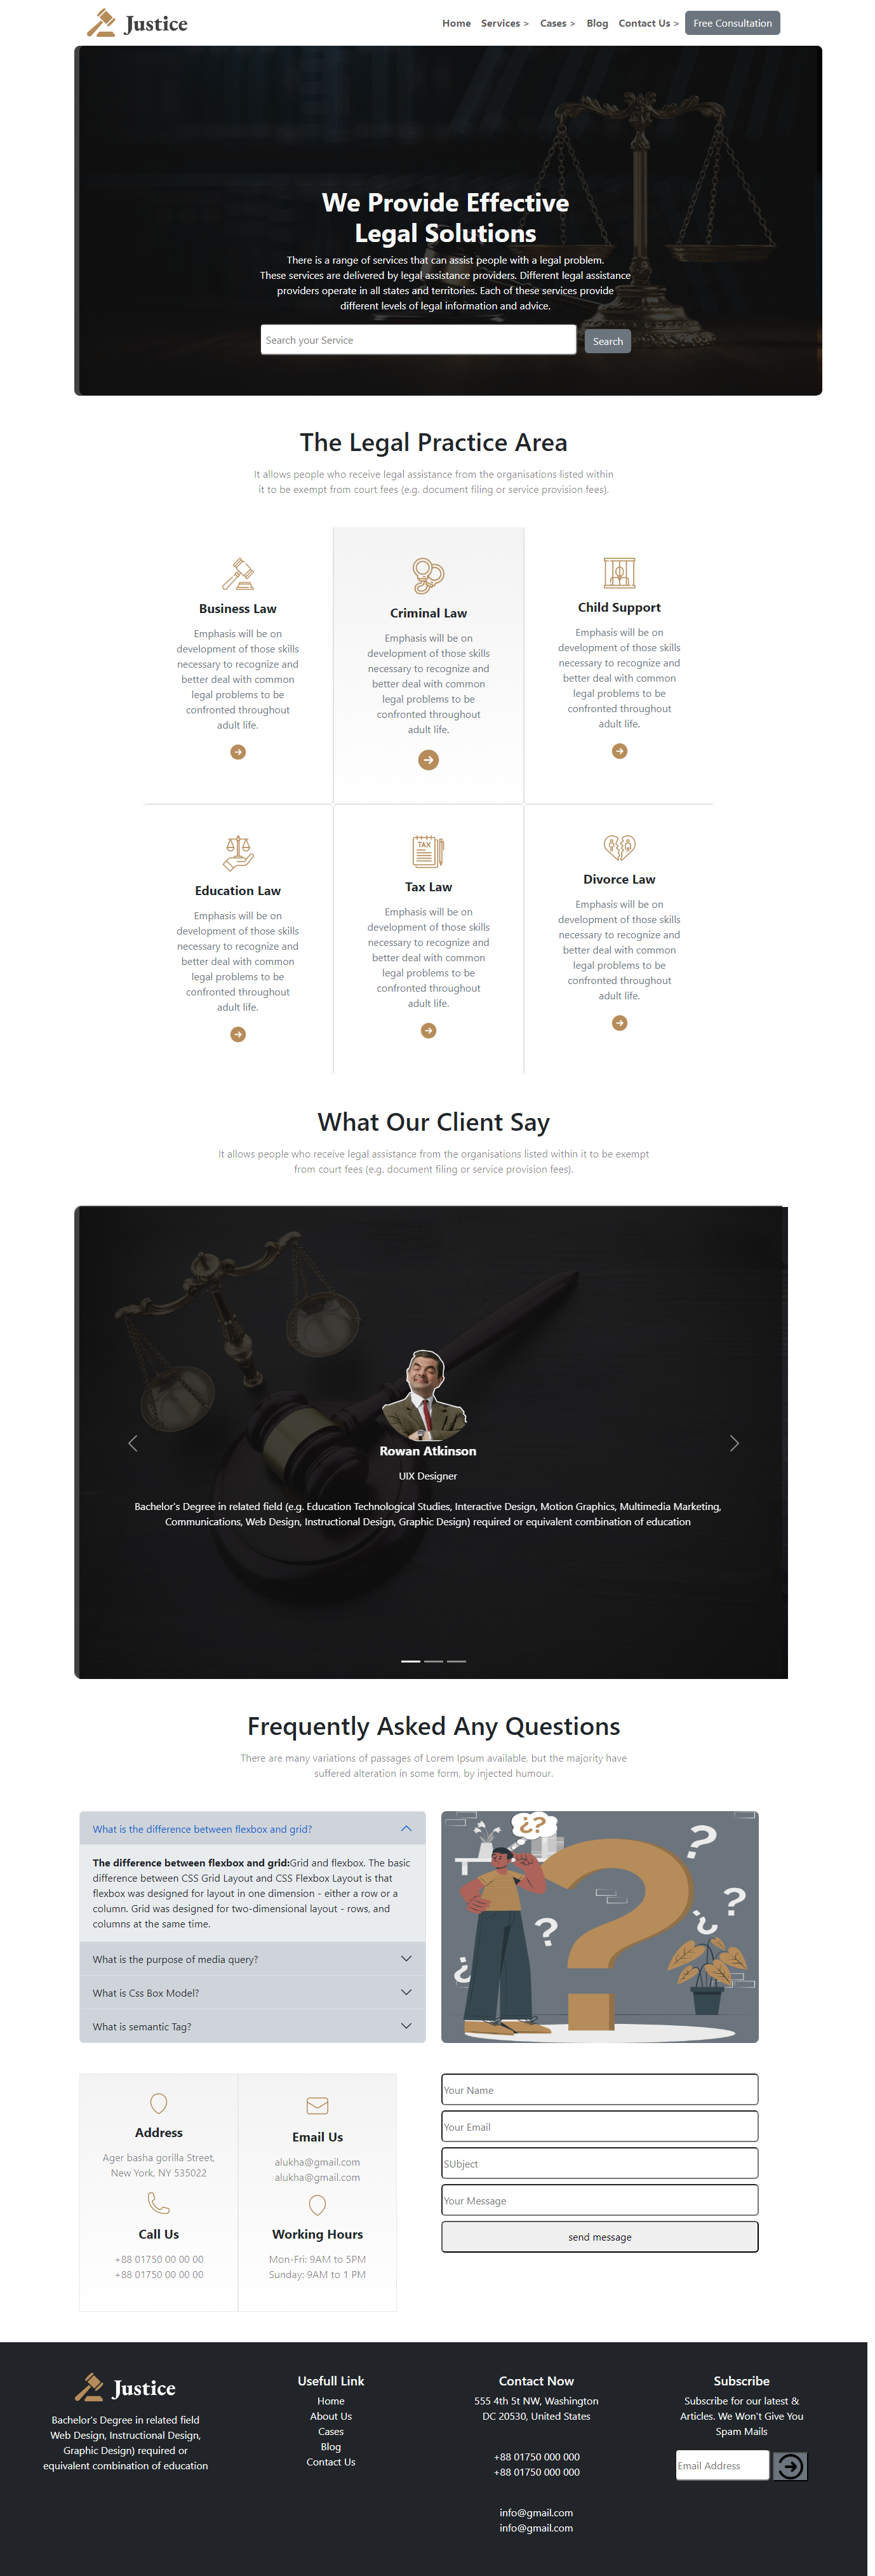 Justice
Home Services > Cases > Blog Contact Us > Free Consultation
We Provide Effective
Legal Solutions
There is a range of services that can assist people with a legal problem.
These services are delivered by legal assistance providers. Different legal assistance
providers operate in all states and territories. Each of these services provide
different levels of legal information and advice.
Search your Service
Search
The Legal Practice Area
It allows people who receive legal assistance from the organisations listed within
it to be exempt from court fees (e.g. document filing or service provision fees).
Business Law
Emphasis will be on
development of those skills
necessary to recognize and
better deal with common
legal problems to be
confronted throughout
adult life.
Criminal Law
Emphasis will be on
development of those skills
necessary to recognize and
better deal with common
legal problems to be
confronted throughout
adult life.
Child Support
Emphasis will be on
development of those skills
necessary to recognize and
better deal with common
legal problems to be
confronted throughout
adult life.
Education Law
Emphasis will be on
development of those skills
necessary to recognize and
better deal with common
legal problems to be
confronted throughout
adult life.
TAX
Tax Law
Emphasis will be on
development of those skills
necessary to recognize and
better deal with common
legal problems to be
confronted throughout
adult life.
Divorce Law
Emphasis will be on
development of those skills
necessary to recognize and
better deal with common
legal problems to be
confronted throughout
adult life.
What Our Client Say
It allows people who receive legal assistance from the organisations listed within it to be exempt
from court fees (e.g. document filing or service provision fees).
Rowan Atkinson
UIX Designer
Bachelor's Degree in related field (e.g. Education Technological Studies, Interactive Design, Motion Graphics, Multimedia Marketing,
Communications, Web Design, Instructional Design, Graphic Design) required or equivalent combination of education
Frequently Asked Any Questions
There are many variations of passages of Lorem Ipsum available, but the majority have
suffered alteration in some form, by injected humour.
What is the difference between flexbox and grid?
The difference between flexbox and grid:Grid and flexbox. The basic
difference between CSS Grid Layout and CSS Flexbox Layout is that
flexbox was designed for layout in one dimension - either a row or a
column. Grid was designed for two-dimensional layout - rows, and
columns at the same time.
What is the purpose of media query?
What is Css Box Model?
What is semantic Tag?
¿?
?
?
?
?
¿
¿
Address
Ager basha gorilla Street,
New York, NY 535022
Email Us
alukha@gmail.com
alukha@gmail.com
Call Us
+88 01750 00 00 00
+88 01750 00 00 00
Working Hours
Mon-Fri: 9AM to 5PM
Sunday: 9AM to 1 PM
Your Name
Your Email
SUbject
Your Message
send message
Justice
Bachelor's Degree in related field
Web Design, Instructional Design,
Graphic Design) required or
equivalent combination of education
Usefull Link
Home
About Us
Cases
Blog
Contact Us
Contact Now
555 4th 5t NW, Washington
DC 20530, United States
+88 01750 000 000
+88 01750 000 000
info@gmail.com
info@gmail.com
Subscribe
Subscribe for our latest &
Articles. We Won't Give You
Spam Mails
Email Address